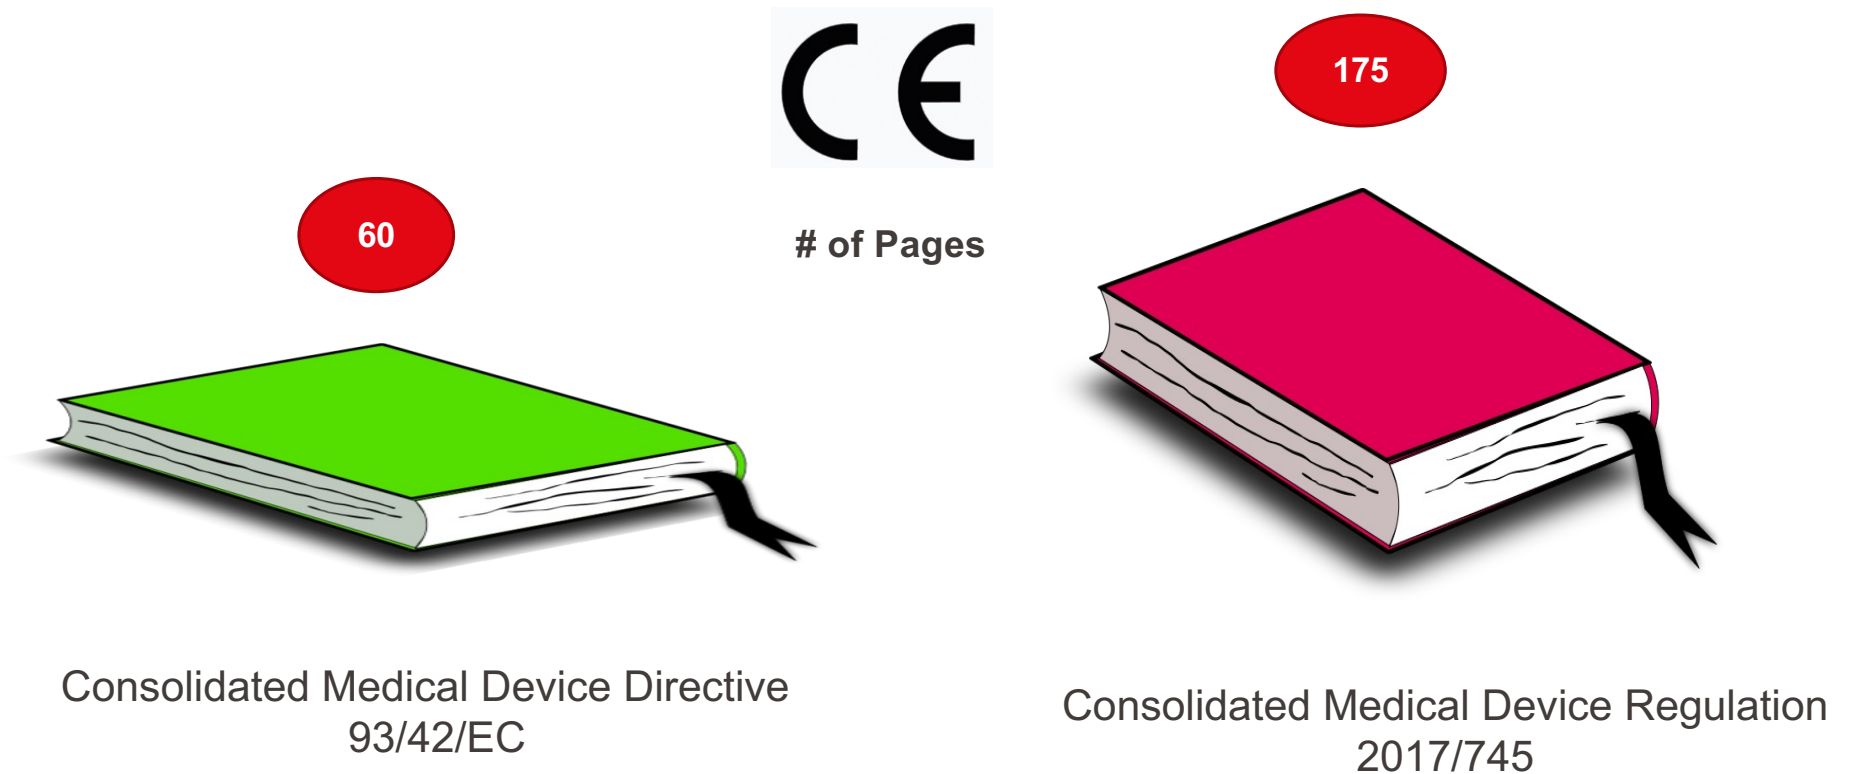 CE
175
60
# of Pages
Consolidated Medical Device Directive
93/42/EC
Consolidated Medical Device Regulation
2017/745